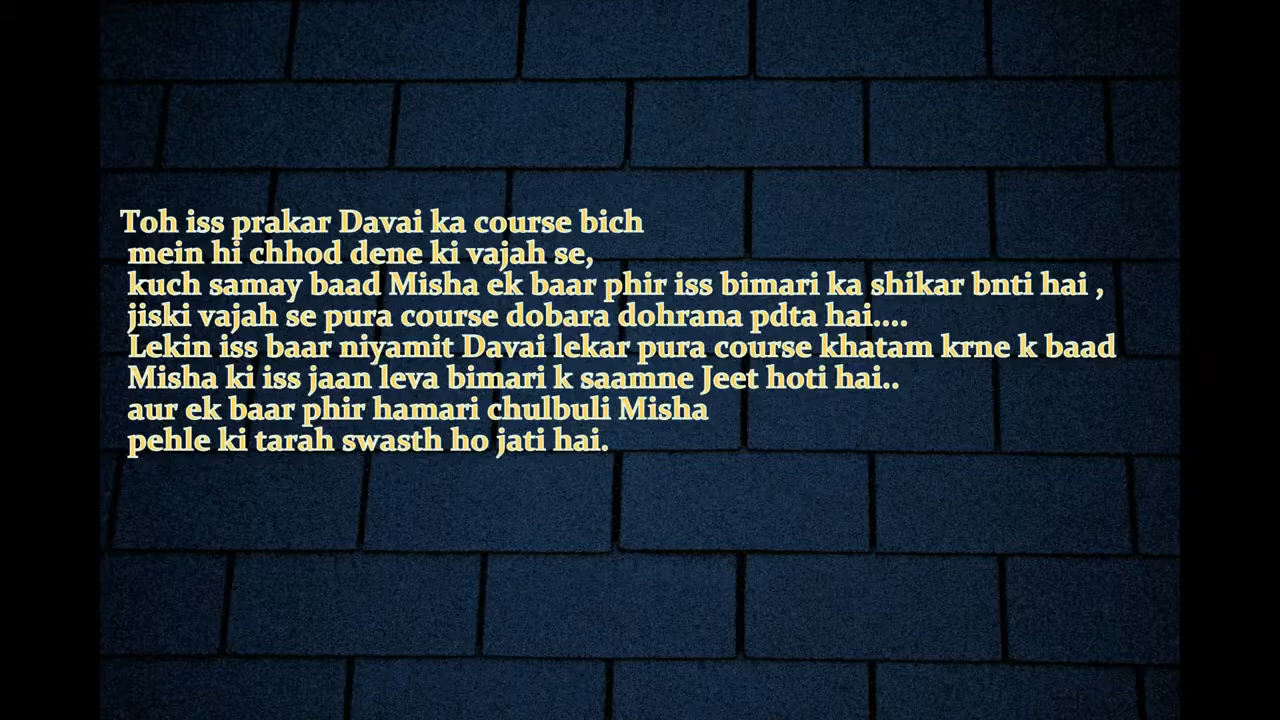 Toh iss prakar Davai ka course bich
mein hi chhod dene ki vajah se,
kuch samay baad Misha ek baar phir iss bimari ka shikar bnti hai ,
jiski vajah se pura course dobara dohrana pdta hai....
Lekin iss baar niyamit Davai lekar pura course khatam krne k baad
Misha ki iss jaan leva bimari k saamne Jeet hoti hai..
aur ek baar phir hamari chulbuli Misha
pehle ki tarah swasth ho jati hai.